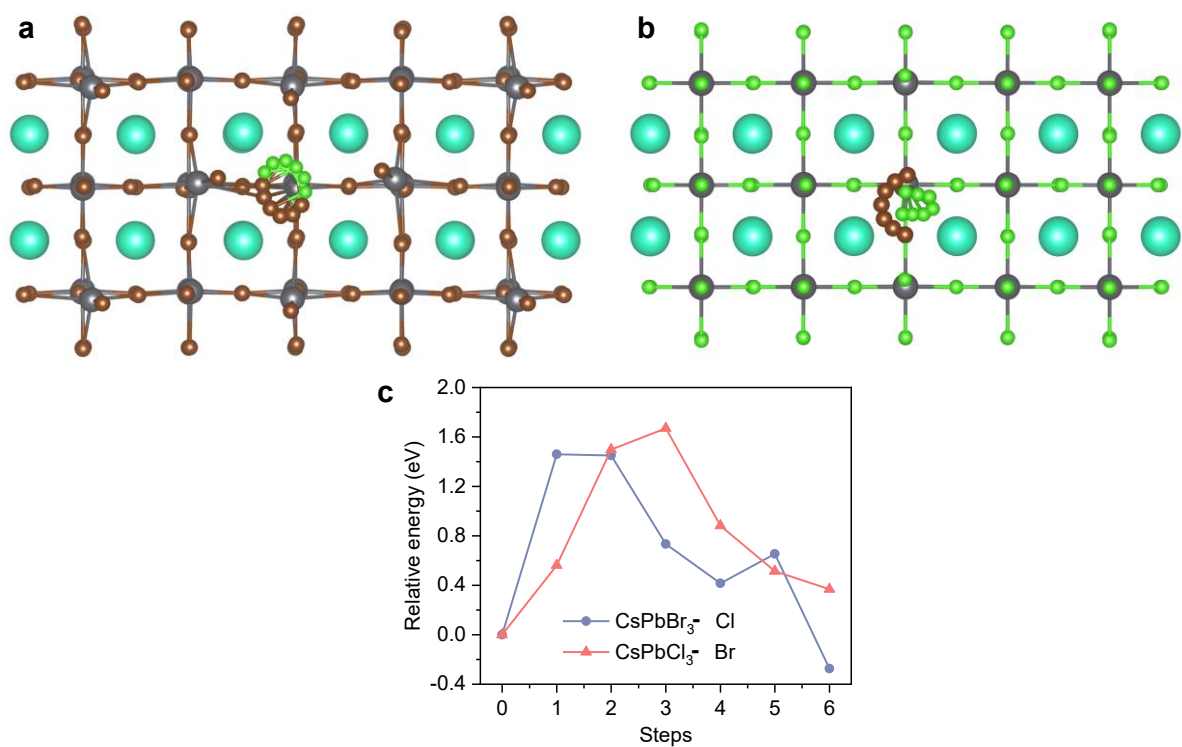 a
b
c
2.0
1.6
1.2
0.8
0.4
0.0
-0.4
Relative energy (eV)
CsPbBr₃- Cl
CsPbCl₃- Br
0 1 2 3 4 5 6
Steps